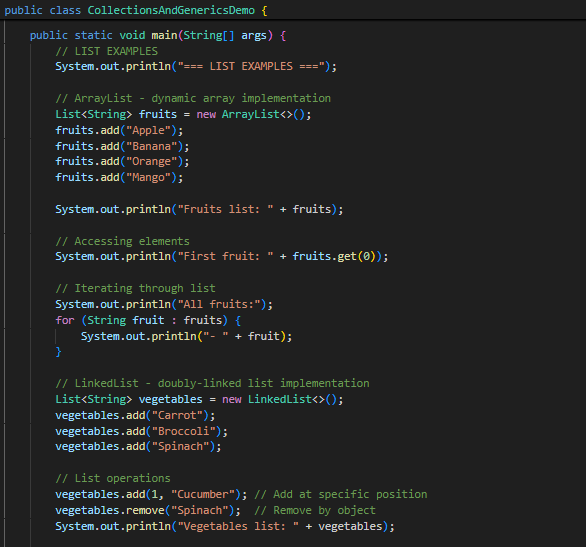 public class CollectionsAndGenericsDemo {
public static void main(String[] args) {
// LIST EXAMPLES
System.out.println("=== LIST EXAMPLES ===");
// ArrayList - dynamic array implementation
List<String> fruits = new ArrayList<>();
fruits.add("Apple");
fruits.add("Banana");
fruits.add("Orange");
fruits.add("Mango");
System.out.println("Fruits list: " + fruits);
// Accessing elements
System.out.println("First fruit: " + fruits.get(0));
// Iterating through list
System.out.println("All fruits:");
for (String fruit : fruits) {
System.out.println("- " + fruit);
}
// LinkedList - doubly-linked list implementation
List<String> vegetables = new LinkedList<>();
vegetables.add("Carrot");
vegetables.add("Broccoli");
vegetables.add("Spinach");
// List operations
vegetables.add(1, "Cucumber"); // Add at specific position
vegetables.remove("Spinach");  // Remove by object
System.out.println("Vegetables list: " + vegetables);